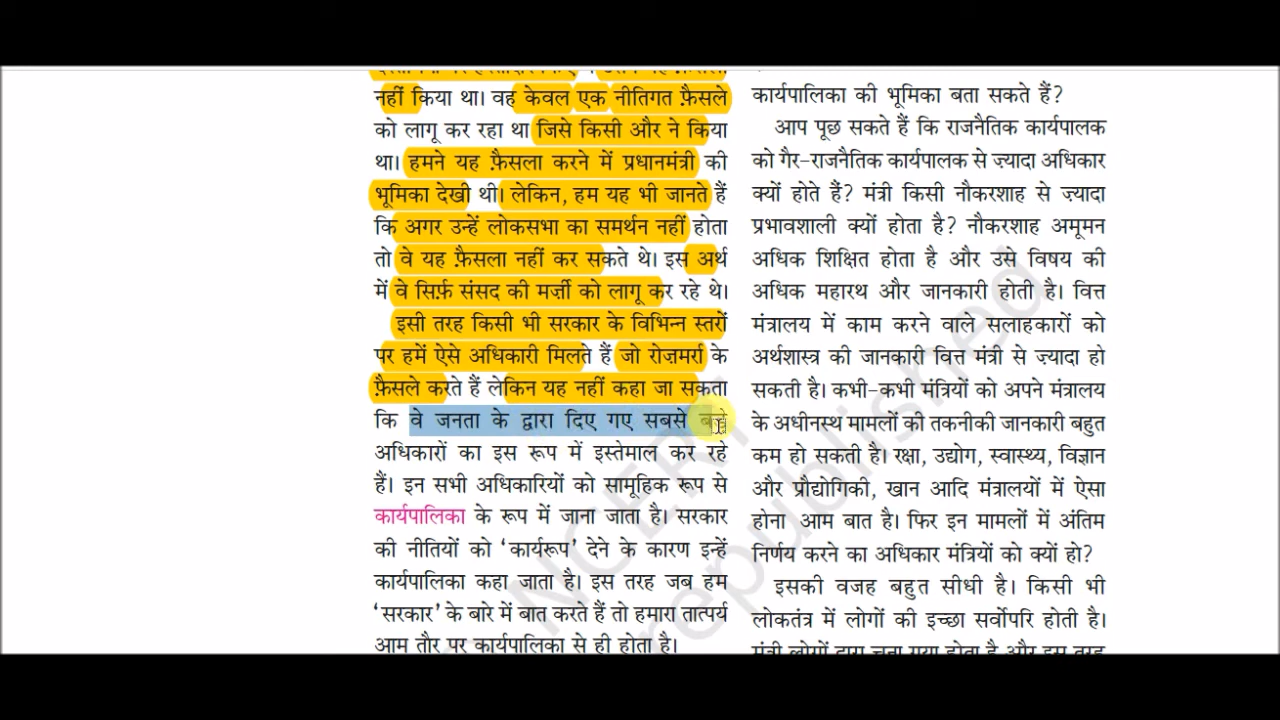 नहीं किया था। वह केवल एक नीतिगत फ़ैसले
को लागू कर रहा था जिसे किसी और ने किया
था। हमने यह फ़ैसला करने में प्रधानमंत्री की
भूमिका देखी थी। लेकिन, हम यह भी जानते हैं
कि अगर उन्हें लोकसभा का समर्थन नहीं होता
तो वे यह फ़ैसला नहीं कर सकते थे। इस अर्थ
में वे सिर्फ़ संसद की मर्ज़ी को लागू कर रहे थे।
इसी तरह किसी भी सरकार के विभिन्न स्तरों
पर हमें ऐसे अधिकारी मिलते हैं जो रोज़मर्रा के
फ़ैसले करते हैं लेकिन यह नहीं कहा जा सकता
कि वे जनता के द्वारा दिए गए सबसे बड़े
अधिकारों का इस रूप में इस्तेमाल कर रहे
हैं। इन सभी अधिकारियों को सामूहिक रूप से
कार्यपालिका के रूप में जाना जाता है। सरकार
की नीतियों को ‘कार्यरूप’ देने के कारण इन्हें
कार्यपालिका कहा जाता है। इस तरह जब हम
‘सरकार’ के बारे में बात करते हैं तो हमारा तात्पर्य
आम तौर पर कार्यपालिका से ही होता है।
कार्यपालिका की भूमिका बता सकते हैं?
आप पूछ सकते हैं कि राजनैतिक कार्यपालक
को गैर-राजनैतिक कार्यपालक से ज़्यादा अधिकार
क्यों होते हैं? मंत्री किसी नौकरशाह से ज़्यादा
प्रभावशाली क्यों होता है? नौकरशाह अमूमन
अधिक शिक्षित होता है और उसे विषय की
अधिक महारथ और जानकारी होती है। वित्त
मंत्रालय में काम करने वाले सलाहकारों को
अर्थशास्त्र की जानकारी वित्त मंत्री से ज़्यादा हो
सकती है। कभी-कभी मंत्रियों को अपने मंत्रालय
के अधीनस्थ मामलों की तकनीकी जानकारी बहुत
कम हो सकती है। रक्षा, उद्योग, स्वास्थ्य, विज्ञान
और प्रौद्योगिकी, खान आदि मंत्रालयों में ऐसा
होना आम बात है। फिर इन मामलों में अंतिम
निर्णय करने का अधिकार मंत्रियों को क्यों हो?
इसकी वजह बहुत सीधी है। किसी भी
लोकतंत्र में लोगों की इच्छा सर्वोपरि होती है।
मंत्री लोगों द्वारा चुना गया होता है और इस तरह
NCERT
republished